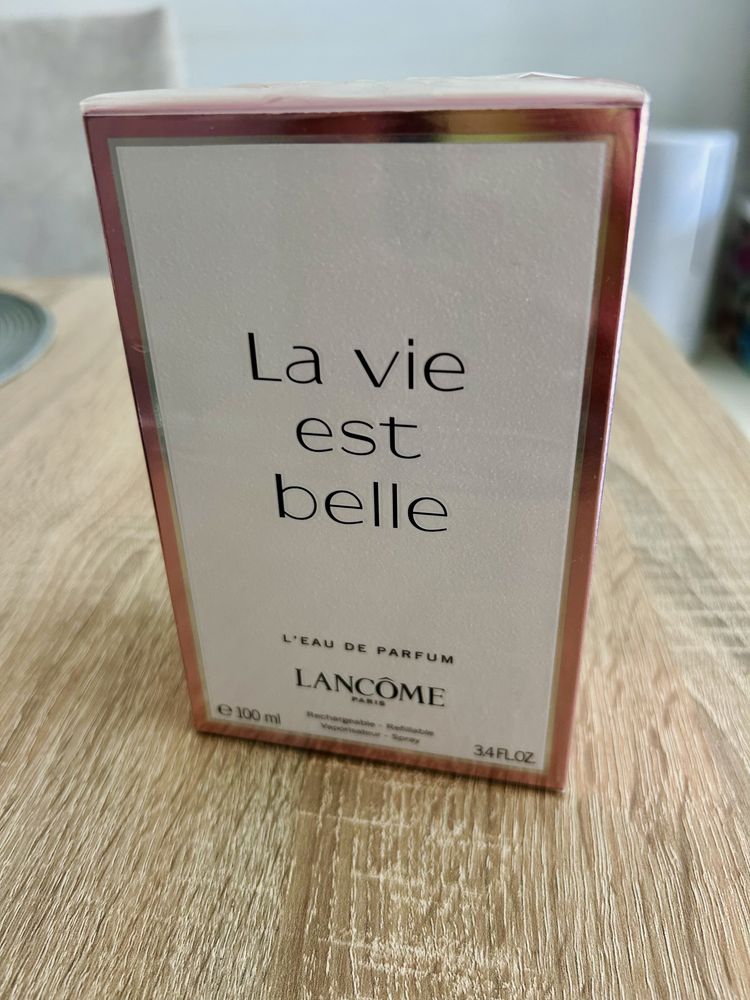 La vie
est
belle
L'EAU DE PARFUM
LANCÔME
PARIS
℮ 100 ml
Rechargeable - Refillable
Vaporisateur - Spray
3.4 FL.OZ.